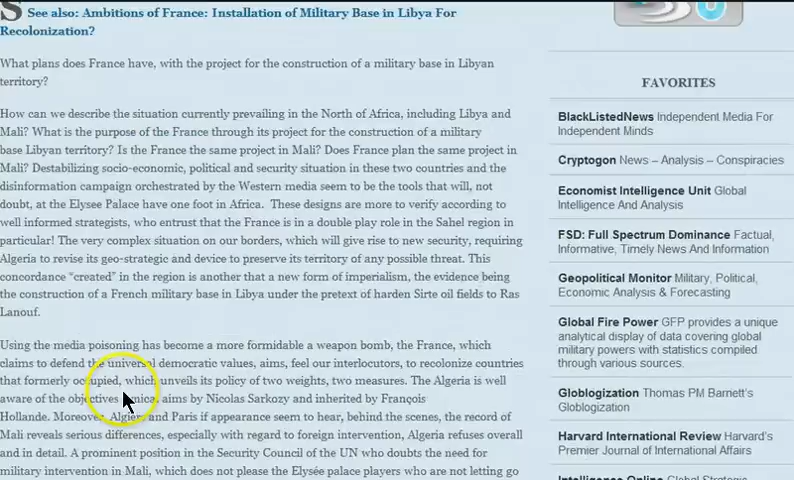 S See also: Ambitions of France: Installation of Military Base in Libya For
Recolonization?
What plans does France have, with the project for the construction of a military base in Libyan
territory?
How can we describe the situation currently prevailing in the North of Africa, including Libya and
Mali? What is the purpose of the France through its project for the construction of a military
base Libyan territory? Is the France the same project in Mali? Does France plan the same project in
Mali? Destabilizing socio-economic, political and security situation in these two countries and the
disinformation campaign orchestrated by the Western media seem to be the tools that will, not
doubt, at the Elysee Palace have one foot in Africa. These designs are more to verify according to
well informed strategists, who entrust that the France is in a double play role in the Sahel region in
particular! The very complex situation on our borders, which will give rise to new security, requiring
Algeria to revise its geo-strategic and device to preserve its territory of any possible threat. This
concordance “created” in the region is another that a new form of imperialism, the evidence being
the construction of a French military base in Libya under the pretext of harden Sirte oil fields to Ras
Lanouf.
Using the media poisoning has become a more formidable a weapon bomb, the France, which
claims to defend the universal democratic values, aims, feel our interlocutors, to recolonize countries
that formerly occupied, which unveils its policy of two weights, two measures. The Algeria is well
aware of the objectives aims by Nicolas Sarkozy and inherited by François
Hollande. Moreover, Algiers and Paris if appearance seem to hear, behind the scenes, the record of
Mali reveals serious differences, especially with regard to foreign intervention, Algeria refuses overall
and in detail. A prominent position in the Security Council of the UN who doubts the need for
military intervention in Mali, which does not please the Elysée palace players who are not letting go
FAVORITES
BlackListedNews Independent Media For
Independent Minds
Cryptogon News – Analysis – Conspiracies
Economist Intelligence Unit Global
Intelligence And Analysis
FSD: Full Spectrum Dominance Factual,
Informative, Timely News And Information
Geopolitical Monitor Military, Political,
Economic Analysis & Forecasting
Global Fire Power GFP provides a unique
analytical display of data covering global
military powers with statistics compiled
through various sources.
Globlogization Thomas PM Barnett's
Globlogization
Harvard International Review Harvard's
Premier Journal of International Affairs
Intelligence Online Global Strategic